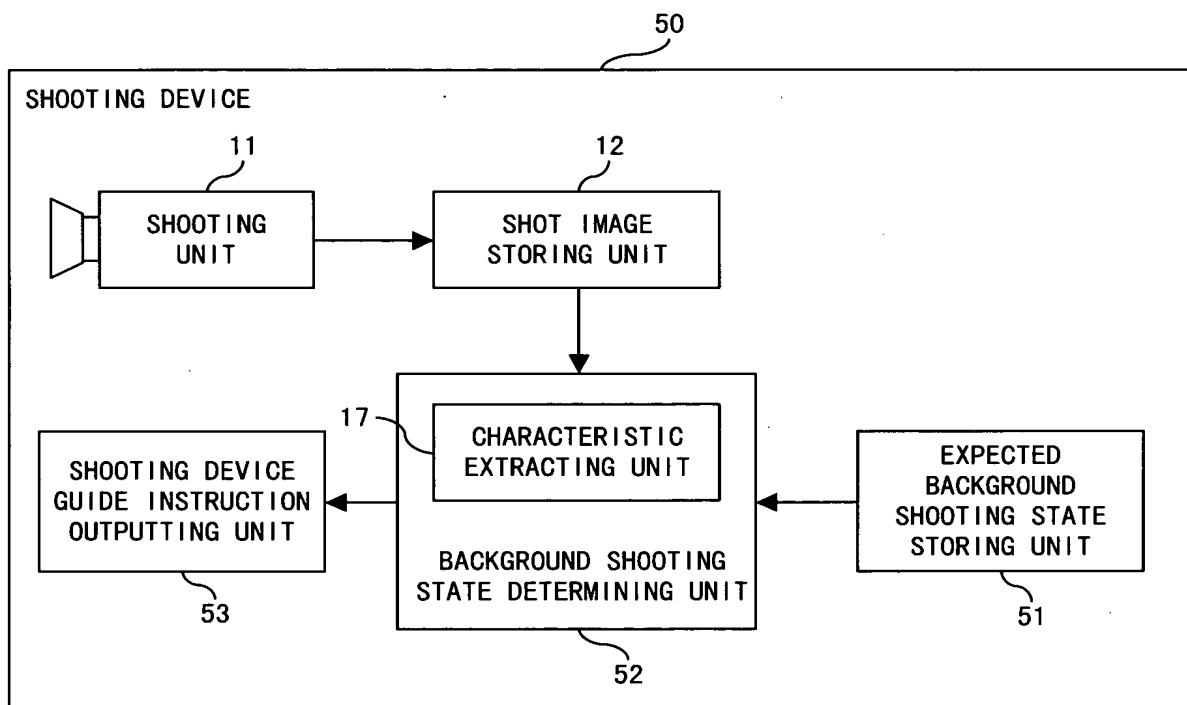 50
SHOOTING DEVICE
11
12
SHOOTING
UNIT
SHOT IMAGE
STORING UNIT
17
CHARACTERISTIC
EXTRACTING UNIT
SHOOTING DEVICE
GUIDE INSTRUCTION
OUTPUTTING UNIT
BACKGROUND SHOOTING
STATE DETERMINING UNIT
EXPECTED
BACKGROUND
SHOOTING STATE
STORING UNIT
53
52
51